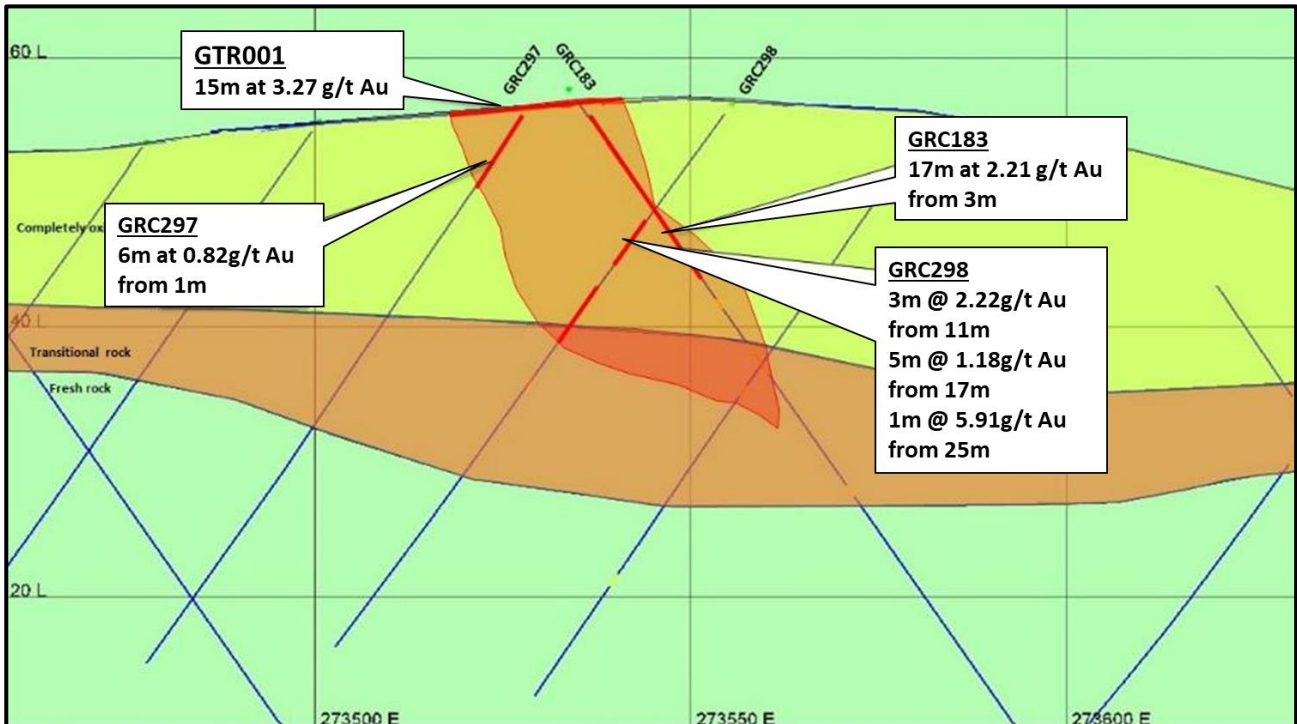 60 L
GTR001
15m at 3.27 g/t Au
GRC297
GRC183
GRC298
GRC183
17m at 2.21 g/t Au
from 3m
Completely ox
GRC297
6m at 0.82g/t Au
from 1m
GRC298
3m @ 2.22g/t Au
from 11m
5m @ 1.18g/t Au
from 17m
1m @ 5.91g/t Au
from 25m
40 L
Transitional rock
Fresh rock
20 L
273500 E
273550 E
273600 E